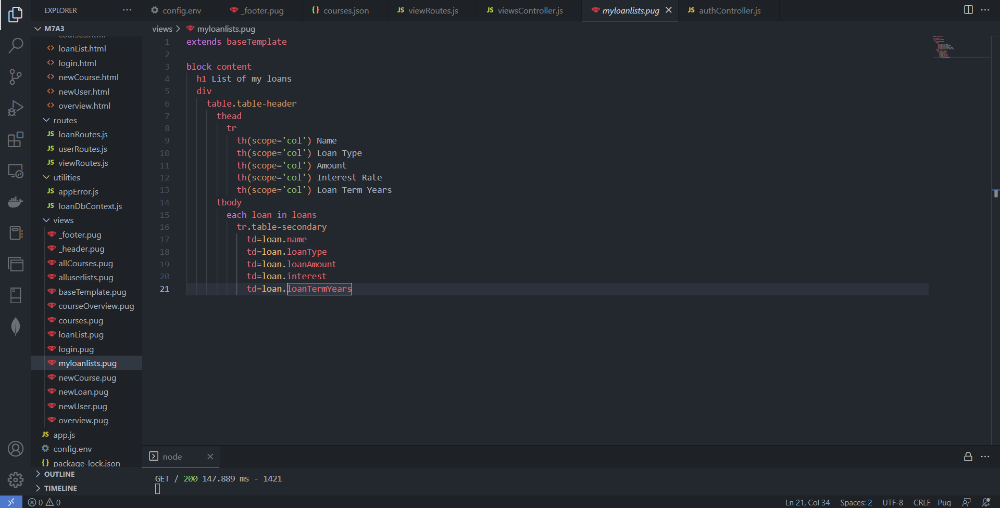 EXPLORER
config.env
_footer.pug
courses.json
viewRoutes.js
viewsController.js
myloanlists.pug
authController.js
M7A3
courses.html
loanList.html
login.html
newCourse.html
newUser.html
overview.html
routes
loanRoutes.js
userRoutes.js
viewRoutes.js
utilities
appError.js
loanDbContext.js
views
_footer.pug
_header.pug
allCourses.pug
alluserlists.pug
baseTemplate.pug
courseOverview.pug
courses.pug
loanList.pug
login.pug
myloanlists.pug
newCourse.pug
newLoan.pug
newUser.pug
overview.pug
app.js
config.env
package-lock.json
OUTLINE
TIMELINE
views > myloanlists.pug
1 extends baseTemplate
2
3 block content
4 h1 List of my loans
5 div
6 table.table-header
7 thead
8 tr
9 th(scope='col') Name
10 th(scope='col') Loan Type
11 th(scope='col') Amount
12 th(scope='col') Interest Rate
13 th(scope='col') Loan Term Years
14 tbody
15 each loan in loans
16 tr.table-secondary
17 td=loan.name
18 td=loan.loanType
19 td=loan.loanAmount
20 td=loan.interest
21 td=loan.loanTermYears
node
GET / 200 147.889 ms - 1421
0 0
Ln 21, Col 34
Spaces: 2
UTF-8
CRLF
Pug